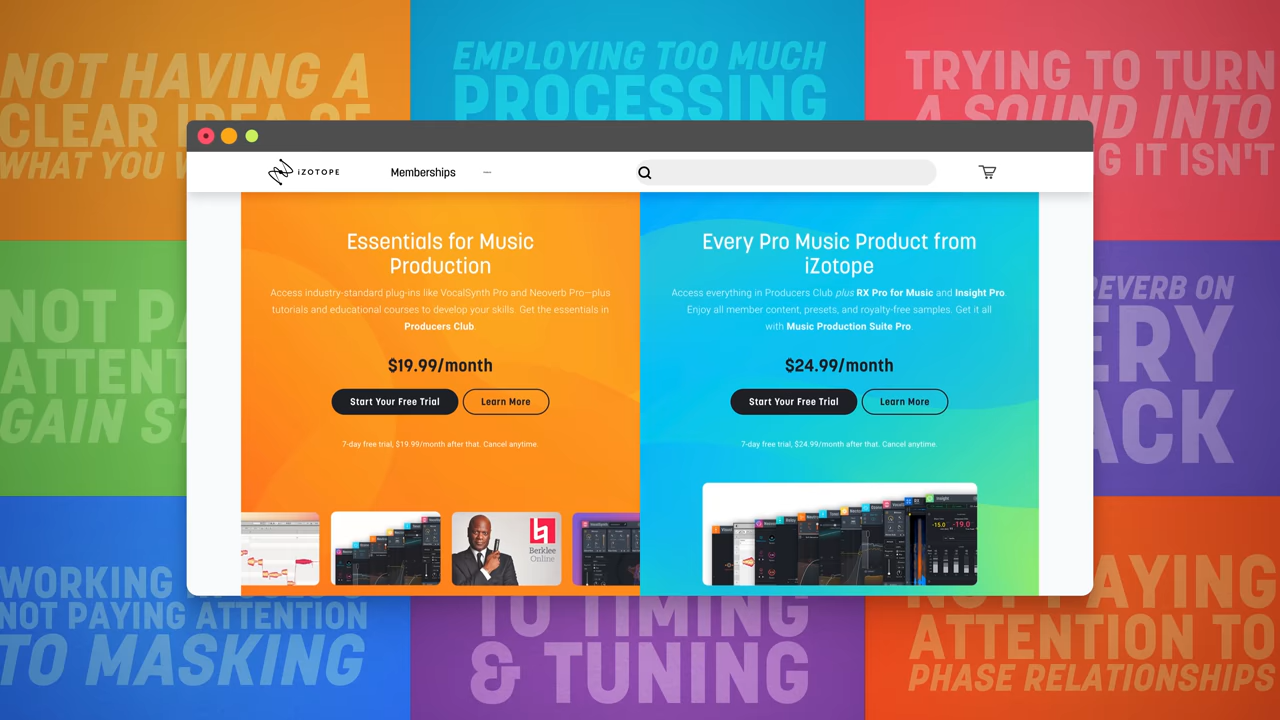 NOT HAVING A
CLEAR IDEA OF
WHAT YOU W
EMPLOYING TOO MUCH
PROCESSING
TRYING TO TURN
A SOUND INTO
G IT ISN'T
iZOTOPE
Memberships
NOT PA
ATTENT
GAIN ST
Essentials for Music
Production
Access industry-standard plug-ins like VocalSynth Pro and Neoverb Pro—plus
tutorials and educational courses to develop your skills. Get the essentials in
Producers Club.
$19.99/month
Start Your Free Trial
Learn More
7-day free trial, $19.99/month after that. Cancel anytime.
Berklee
Online
Every Pro Music Product from
iZotope
Access everything in Producers Club plus RX Pro for Music and Insight Pro.
Enjoy all member content, presets, and royalty-free samples. Get it all
with Music Production Suite Pro.
$24.99/month
Start Your Free Trial
Learn More
7-day free trial, $24.99/month after that. Cancel anytime.
Insight
-15.0
-19.0
REVERB ON
ERY
ACK
WORKING
NOT PAYING ATTENTION
TO MASKING
TO TIMING
& TUNING
NOT PAYING
ATTENTION TO
PHASE RELATIONSHIPS